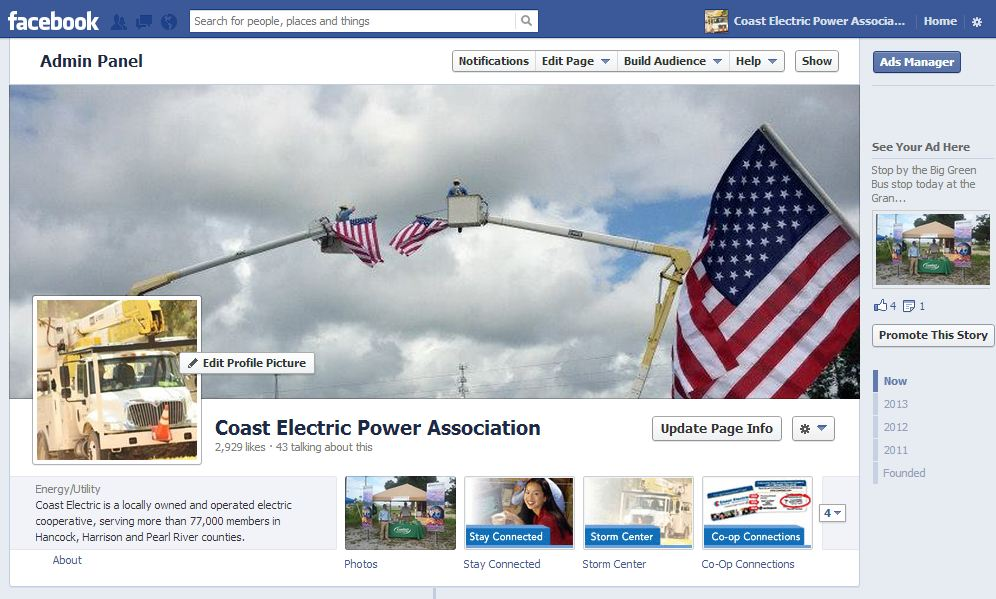 facebook
Search for people, places and things
Coast Electric Power Associa...
Home
Admin Panel
Notifications
Edit Page
Build Audience
Help
Show
Ads Manager
See Your Ad Here
Stop by the Big Green
Bus stop today at the
Gran...
4
1
Promote This Story
Now
2013
2012
2011
Founded
Edit Profile Picture
Coast Electric Power Association
2,929 likes · 43 talking about this
Update Page Info
Energy/Utility
Coast Electric is a locally owned and operated electric
cooperative, serving more than 77,000 members in
Hancock, Harrison and Pearl River counties.
About
Stay Connected
Storm Center
Co-op Connections
4
Photos
Stay Connected
Storm Center
Co-Op Connections